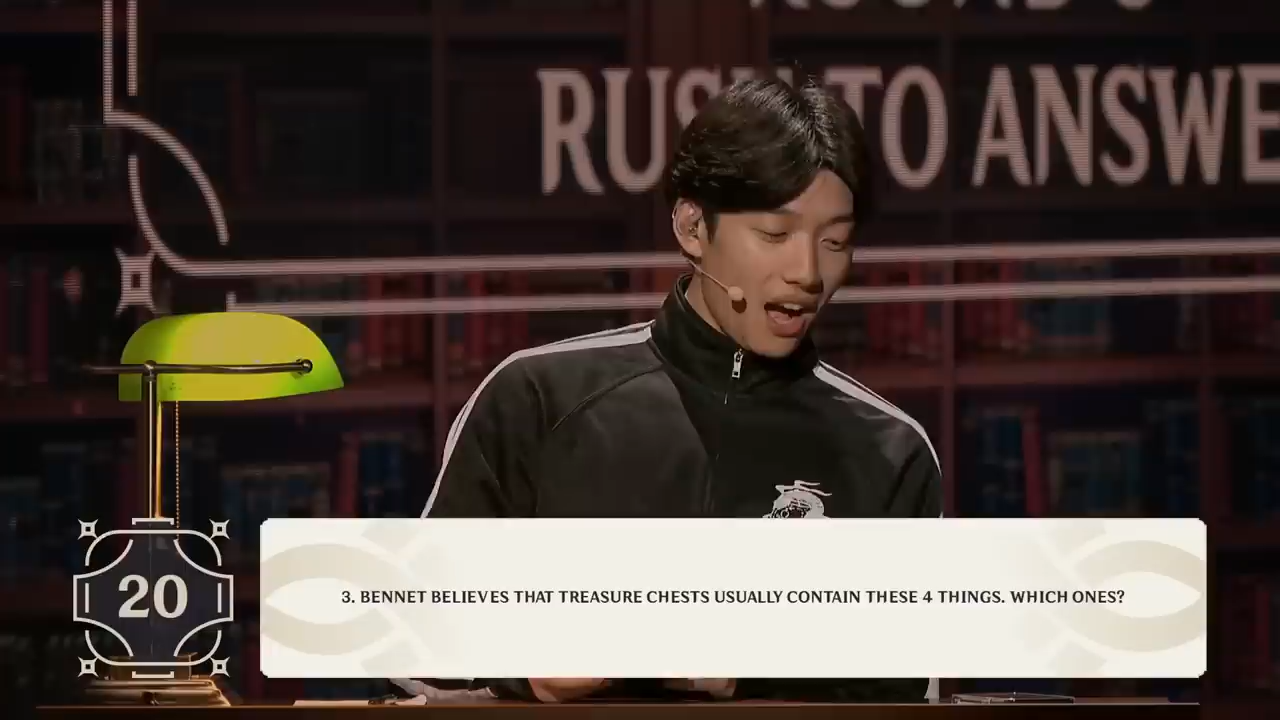 RUSH TO ANSWE
20
3. BENNET BELIEVES THAT TREASURE CHESTS USUALLY CONTAIN THESE 4 THINGS. WHICH ONES?